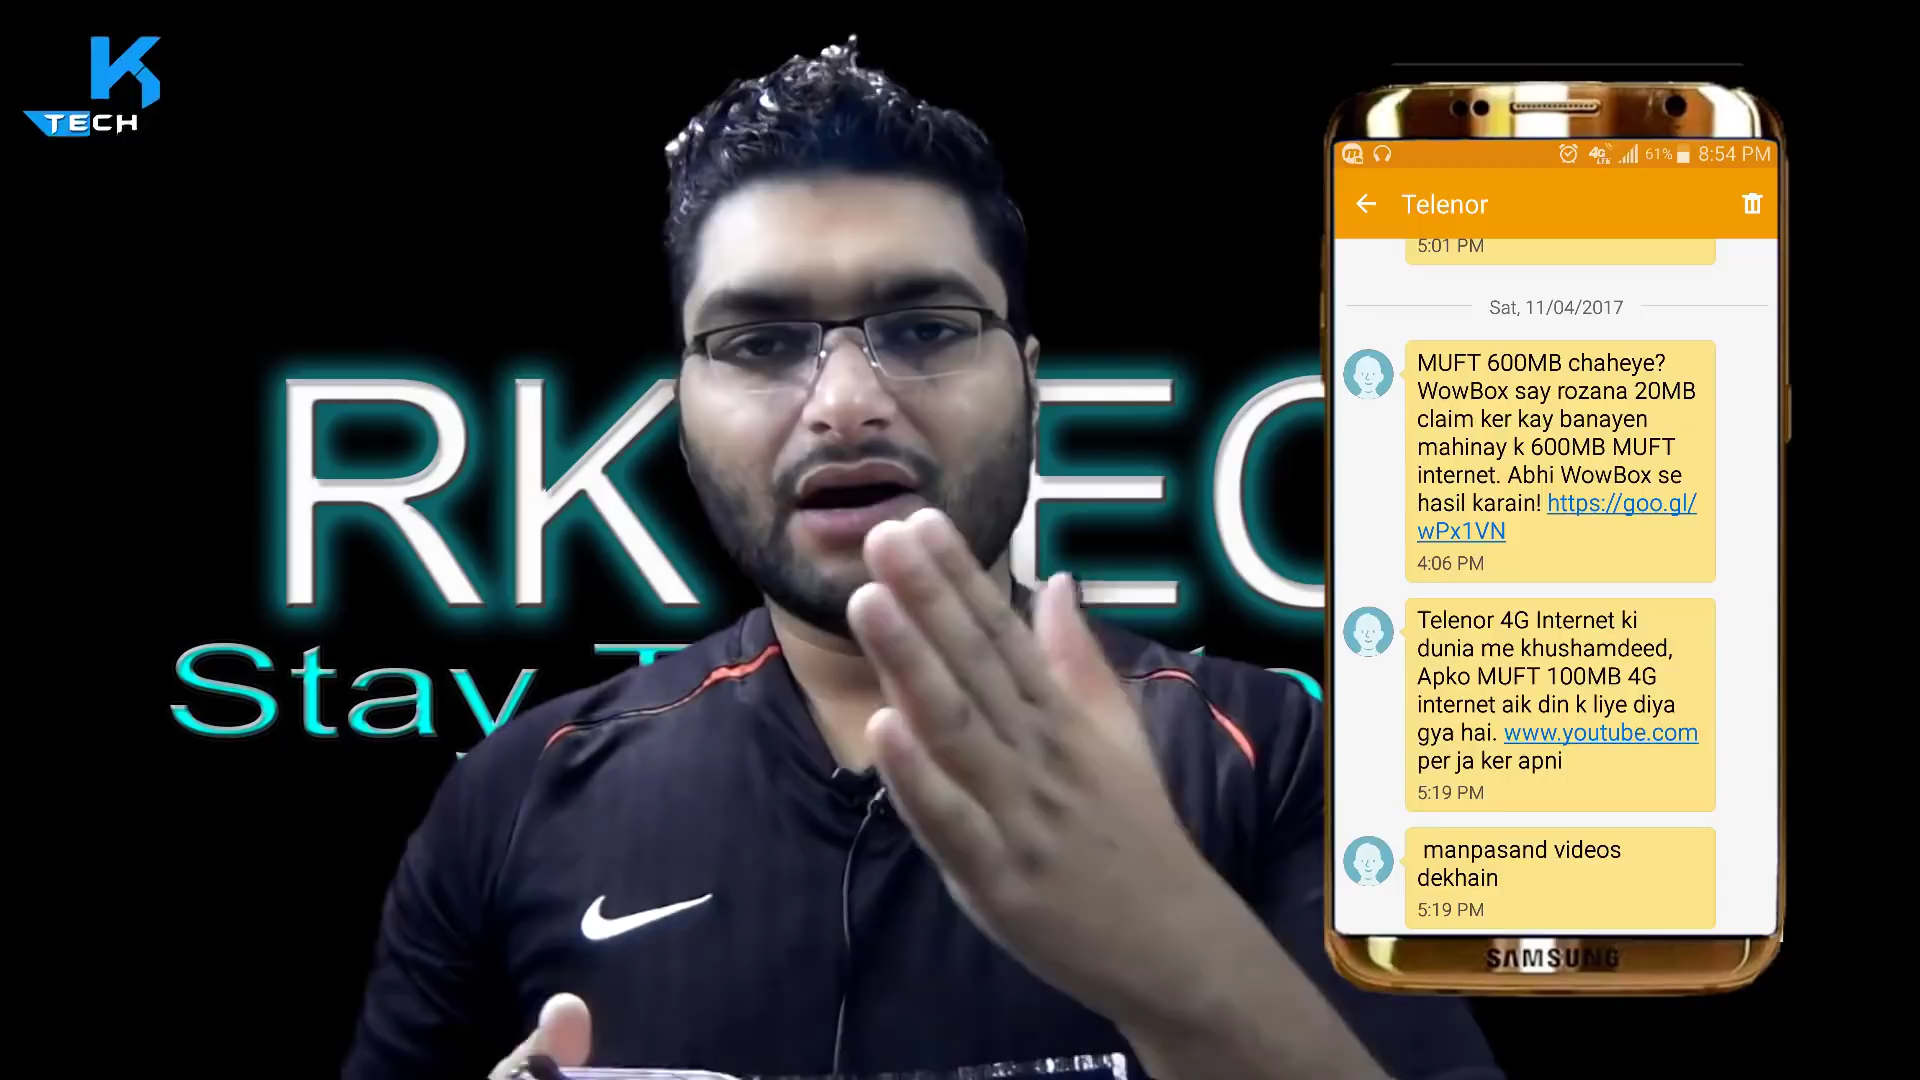 K
TECH
RK
Stay
8:54 PM
61%
4G
LTE
Telenor
5:01 PM
Sat, 11/04/2017
MUFT 600MB chaheye?
WowBox say rozana 20MB
claim ker kay banayen
mahinay k 600MB MUFT
internet. Abhi WowBox se
hasil karain! https://goo.gl/
wPx1VN
4:06 PM
Telenor 4G Internet ki
dunia me khushamdeed,
Apko MUFT 100MB 4G
internet aik din k liye diya
gya hai. www.youtube.com
per ja ker apni
5:19 PM
manpasand videos
dekhain
5:19 PM
SAMSUNG